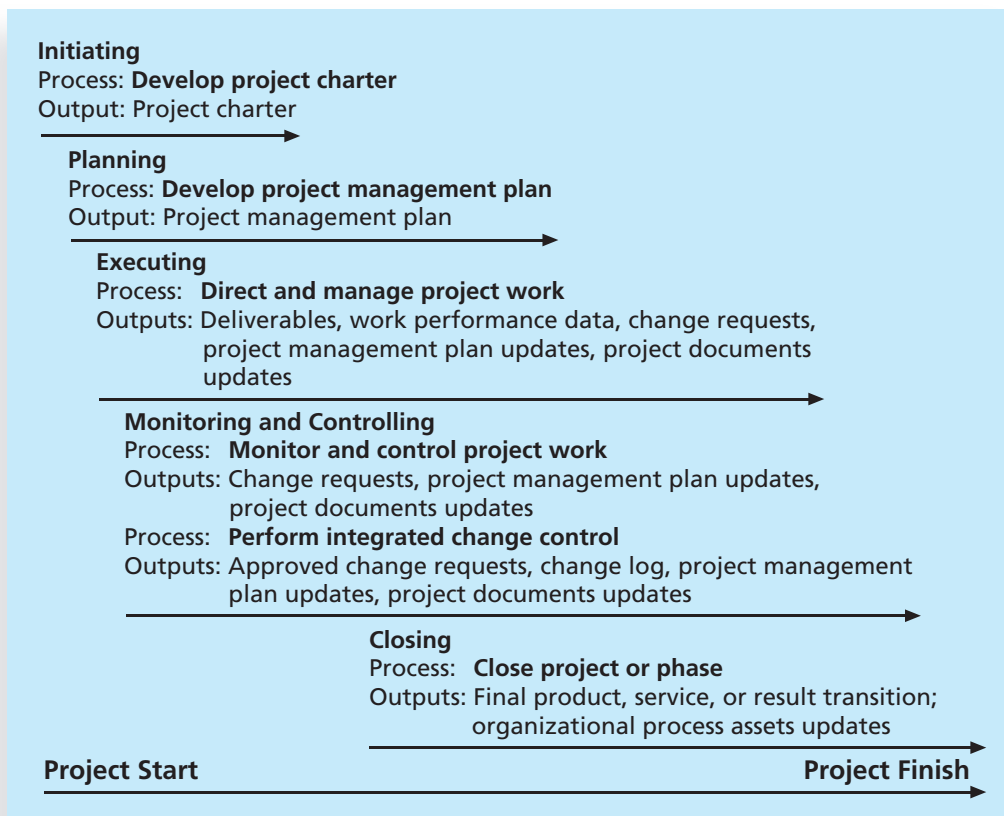 Initiating
Process: Develop project charter
Output: Project charter
Planning
Process: Develop project management plan
Output: Project management plan
Executing
Process: Direct and manage project work
Outputs: Deliverables, work performance data, change requests,
project management plan updates, project documents
updates
Monitoring and Controlling
Process: Monitor and control project work
Outputs: Change requests, project management plan updates,
project documents updates
Process: Perform integrated change control
Outputs: Approved change requests, change log, project management
plan updates, project documents updates
Closing
Process: Close project or phase
Outputs: Final product, service, or result transition;
organizational process assets updates
Project Start Project Finish